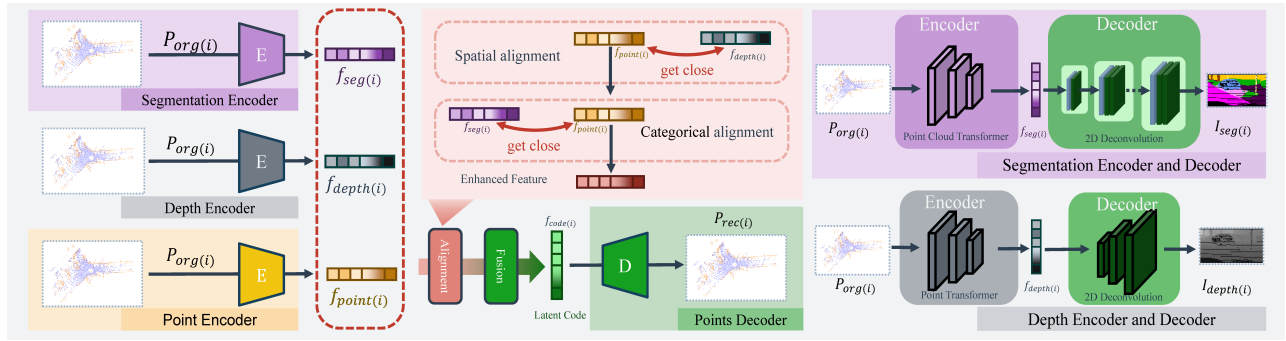 P_org(i)
E
f_seg(i)
Segmentation Encoder
P_org(i)
E
f_depth(i)
Depth Encoder
P_org(i)
E
f_point(i)
Point Encoder
Spatial alignment
f_point(i)
f_depth(i)
get close
f_seg(i)
f_point(i)
Categorical alignment
get close
Enhanced Feature
Alignment
Fusion
f_code(i)
Latent Code
D
P_rec(i)
Points Decoder
Encoder
Decoder
P_org(i)
Point Cloud Transformer
f_seg(i)
2D Deconvolution
I_seg(i)
Segmentation Encoder and Decoder
Encoder
Decoder
P_org(i)
Point Transformer
f_depth(i)
2D Deconvolution
I_depth(i)
Depth Encoder and Decoder